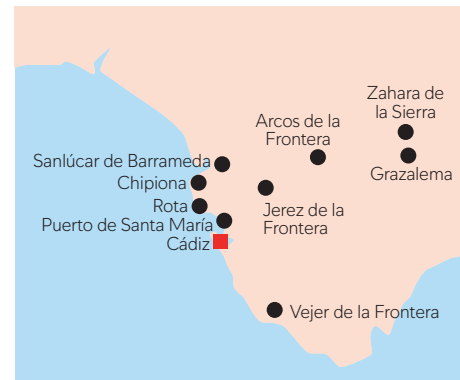 Zahara de
la Sierra
Arcos de la
Frontera
Sanlúcar de Barrameda
Grazalema
Chipiona
Rota
Jerez de la
Frontera
Puerto de Santa María
Cádiz
Vejer de la Frontera